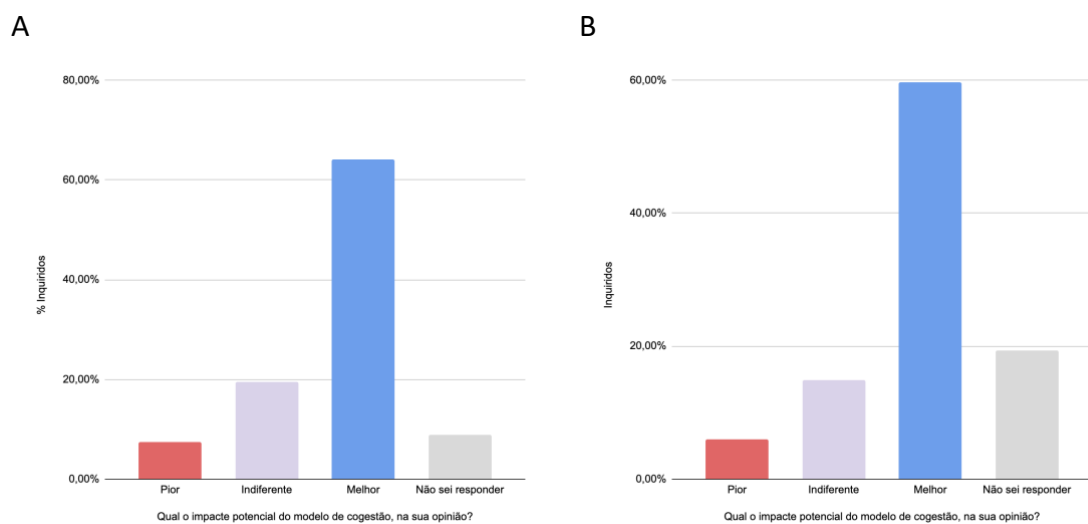 A
80,00%
60,00%
40,00%
20,00%
0,00%
% Inquiridos
Pior Indiferente Melhor Não sei responder
Qual o impacte potencial do modelo de cogestão, na sua opinião?
B
60,00%
40,00%
20,00%
0,00%
Inquiridos
Pior Indiferente Melhor Não sei responder
Qual o impacte potencial do modelo de cogestão, na sua opinião?